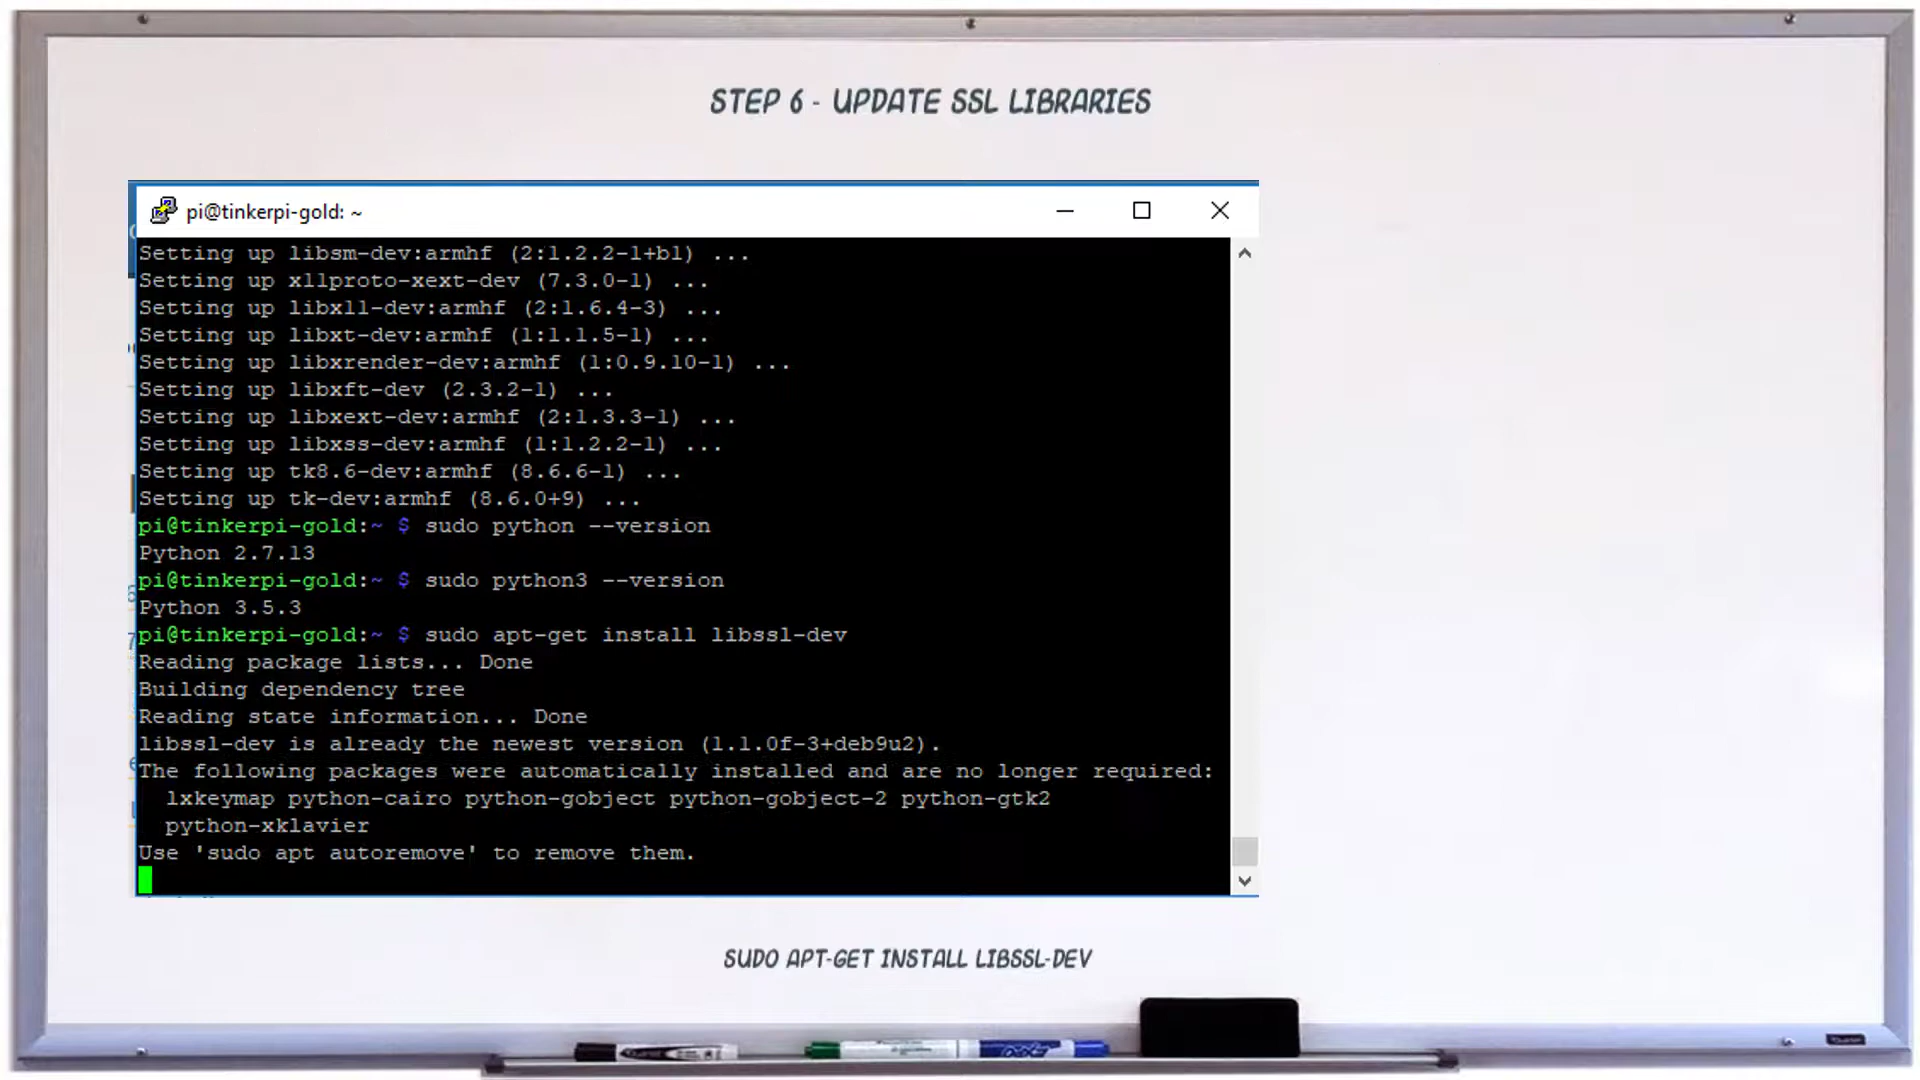 STEP 6 - UPDATE SSL LIBRARIES
pi@tinkerpi-gold: ~
Setting up libsm-dev:armhf (2:1.2.2-1+b1) ...
Setting up x11proto-xext-dev (7.3.0-1) ...
Setting up libx11-dev:armhf (2:1.6.4-3) ...
Setting up libxt-dev:armhf (1:1.1.5-1) ...
Setting up libxrender-dev:armhf (1:0.9.10-1) ...
Setting up libxft-dev (2.3.2-1) ...
Setting up libxext-dev:armhf (2:1.3.3-1) ...
Setting up libxss-dev:armhf (1:1.2.2-1) ...
Setting up tk8.6-dev:armhf (8.6.6-1) ...
Setting up tk-dev:armhf (8.6.0+9) ...
pi@tinkerpi-gold:~ $ sudo python --version
Python 2.7.13
pi@tinkerpi-gold:~ $ sudo python3 --version
Python 3.5.3
pi@tinkerpi-gold:~ $ sudo apt-get install libssl-dev
Reading package lists... Done
Building dependency tree
Reading state information... Done
libssl-dev is already the newest version (1.1.0f-3+deb9u2).
The following packages were automatically installed and are no longer required:
lxkeymap python-cairo python-gobject python-gobject-2 python-gtk2
python-xklavier
Use 'sudo apt autoremove' to remove them.
SUDO APT-GET INSTALL LIBSSL-DEV